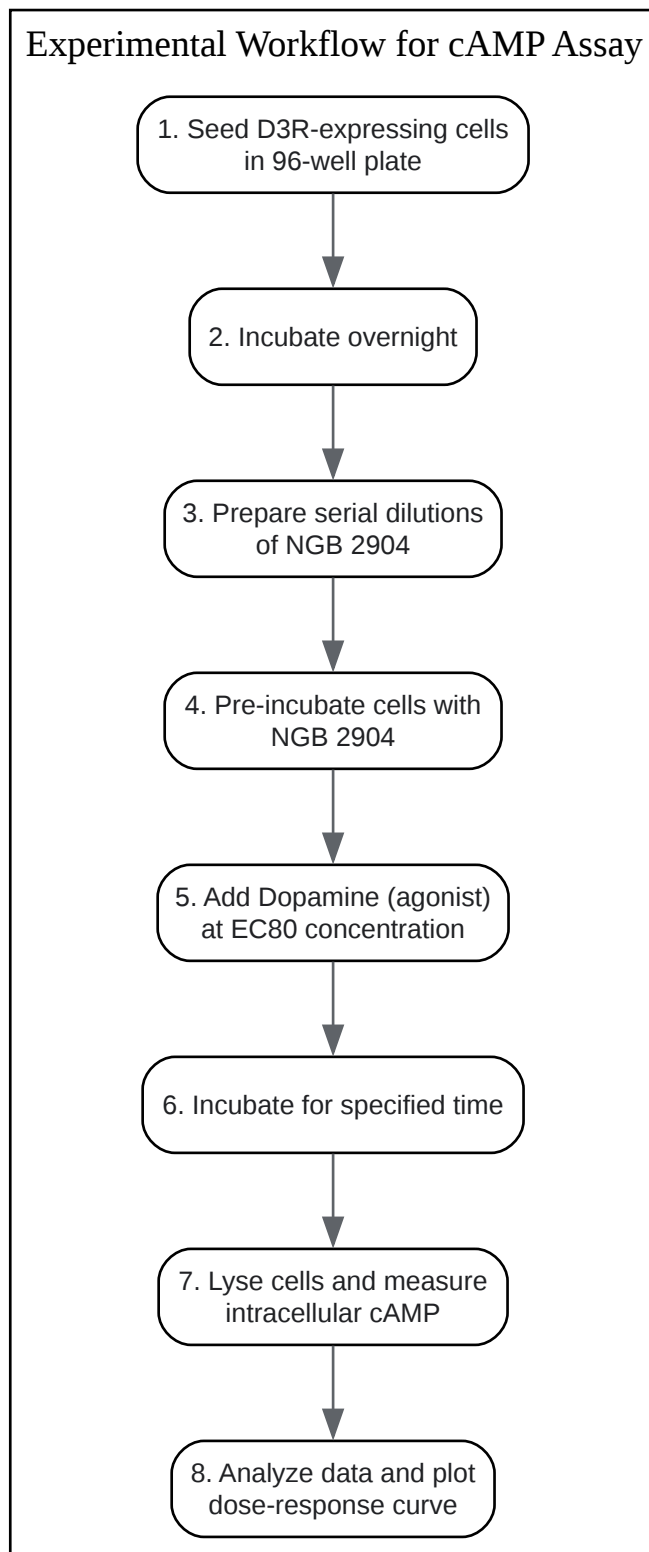 Experimental Workflow for cAMP Assay
1. Seed D3R-expressing cells
in 96-well plate
2. Incubate overnight
3. Prepare serial dilutions
of NGB 2904
4. Pre-incubate cells with
NGB 2904
5. Add Dopamine (agonist)
at EC80 concentration
6. Incubate for specified time
7. Lyse cells and measure
intracellular cAMP
8. Analyze data and plot
dose-response curve